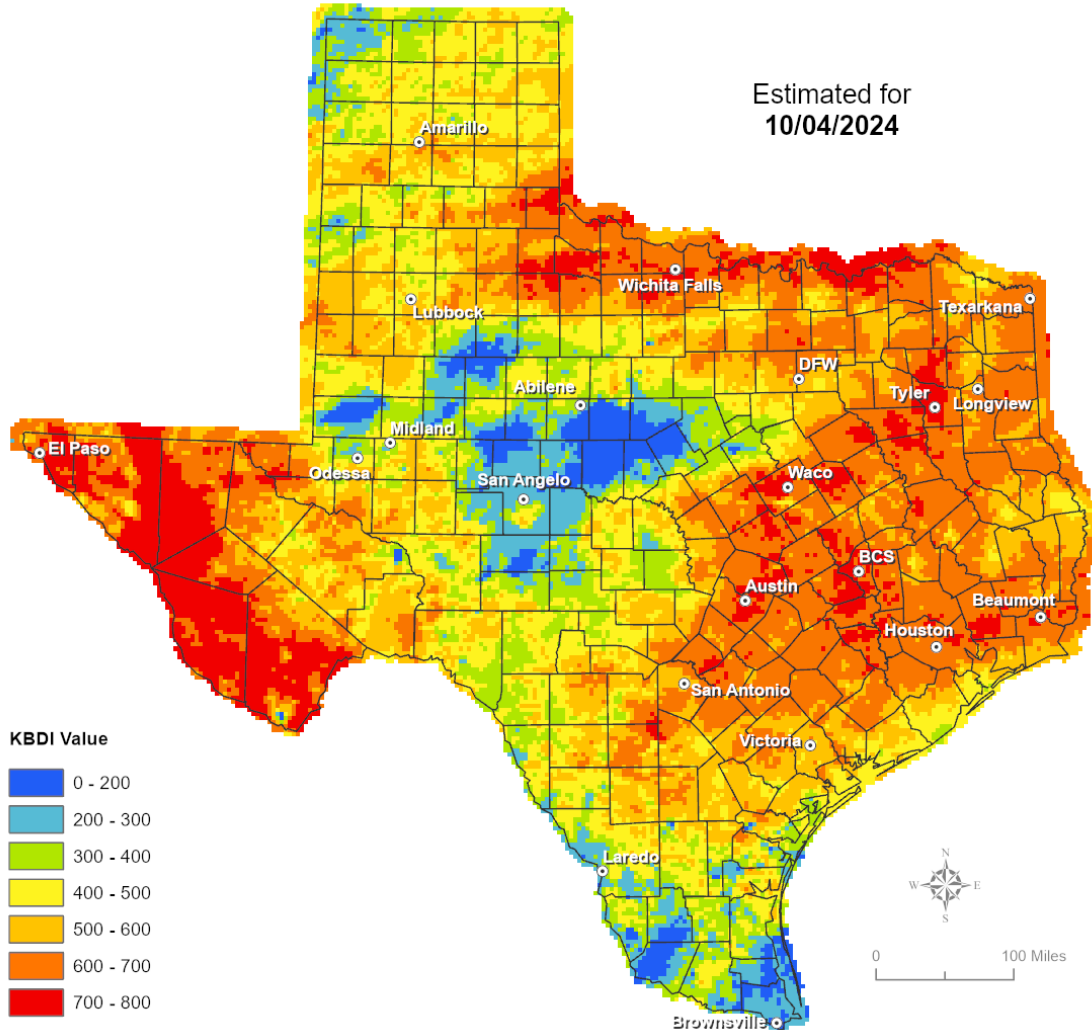 Estimated for
10/04/2024
Amarillo
Wichita Falls
Lubbock
Texarkana
DFW
Abilene
Tyler
Longview
Midland
El Paso
Odessa
San Angelo
Waco
BCS
Austin
Beaumont
Houston
San Antonio
Victoria
Laredo
Brownsville
KBDI Value
0 - 200
200 - 300
300 - 400
400 - 500
500 - 600
600 - 700
700 - 800
N
W
E
S
0
100 Miles